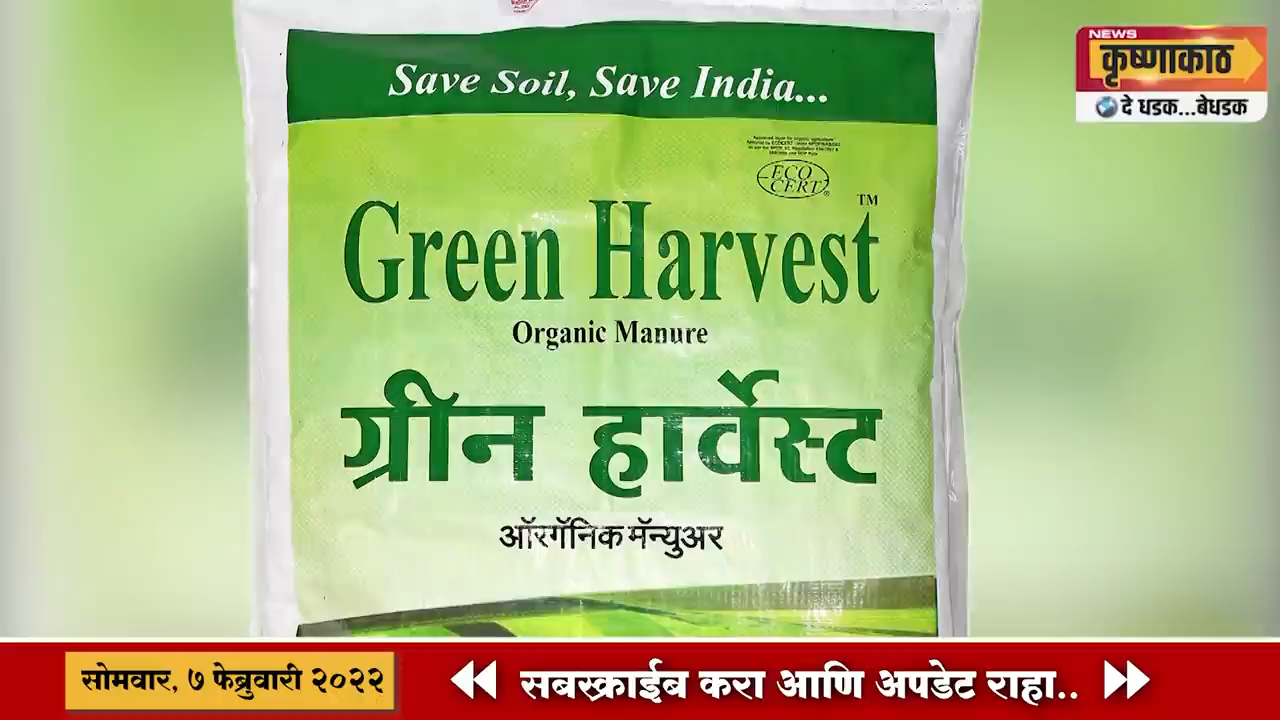 NEWS
कृष्णाकाठ
दे धडक...बेधडक
Save Soil, Save India...
ECO
CERT
®
TM
Green Harvest
Organic Manure
ग्रीन हार्वेस्ट
ऑरगॅनिक मॅन्युअर
सोमवार, ७ फेब्रुवारी २०२२
सबस्क्राईब करा आणि अपडेट राहा..